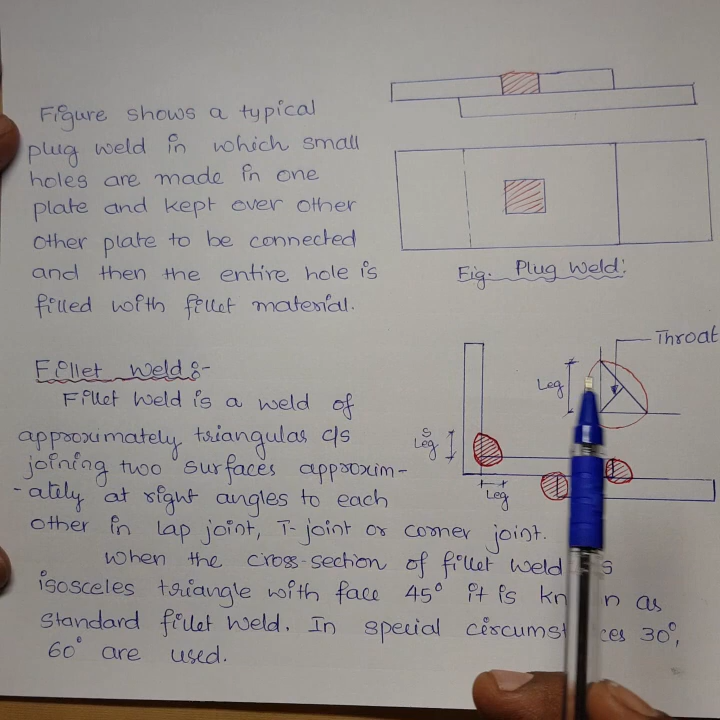 Figure shows a typical
plug weld in which small
holes are made in one
plate and kept over other
other plate to be connected
and then the entire hole is
filled with fillet material.
Fig. Plug Weld:
Fillet Weld:-
Fillet Weld is a weld of
approximately triangular c/s
joining two surfaces approxim-
-ately at right angles to each
other in lap joint, T-joint or corner joint.
When the cross-section of fillet weld
isosceles triangle with face 45° it is as
standard fillet weld. In special 30°,
60° are used.
Throat
Leg
S
Leg
Leg